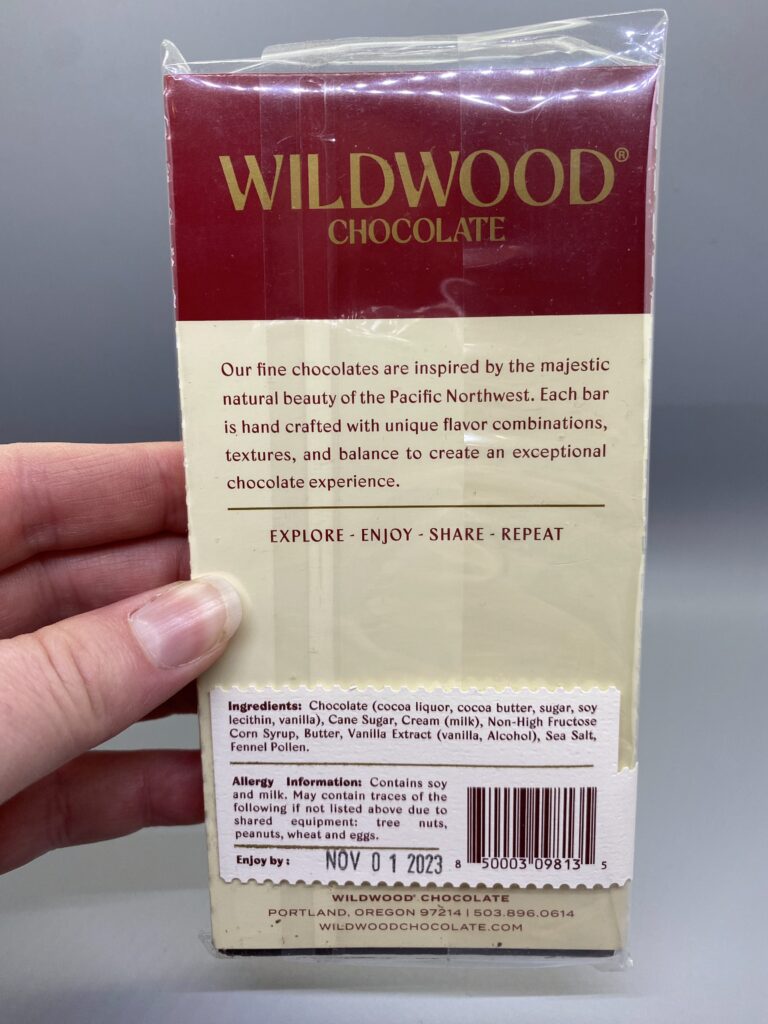 WILDWOOD®
CHOCOLATE
Our fine chocolates are inspired by the majestic
natural beauty of the Pacific Northwest. Each bar
is hand crafted with unique flavor combinations,
textures, and balance to create an exceptional
chocolate experience.
EXPLORE - ENJOY - SHARE - REPEAT
Ingredients: Chocolate (cocoa liquor, cocoa butter, sugar, soy
lecithin, vanilla), Cane Sugar, Cream (milk), Non-High Fructose
Corn Syrup, Butter, Vanilla Extract (vanilla, Alcohol), Sea Salt,
Fennel Pollen.
Allergy Information: Contains soy
and milk. May contain traces of the
following if not listed above due to
shared equipment: tree nuts,
peanuts, wheat and eggs.
Enjoy by: NOV 01 2023
8 50003 09813 5
WILDWOOD® CHOCOLATE
PORTLAND, OREGON 97214 | 503.896.0614
WILDWOODCHOCOLATE.COM